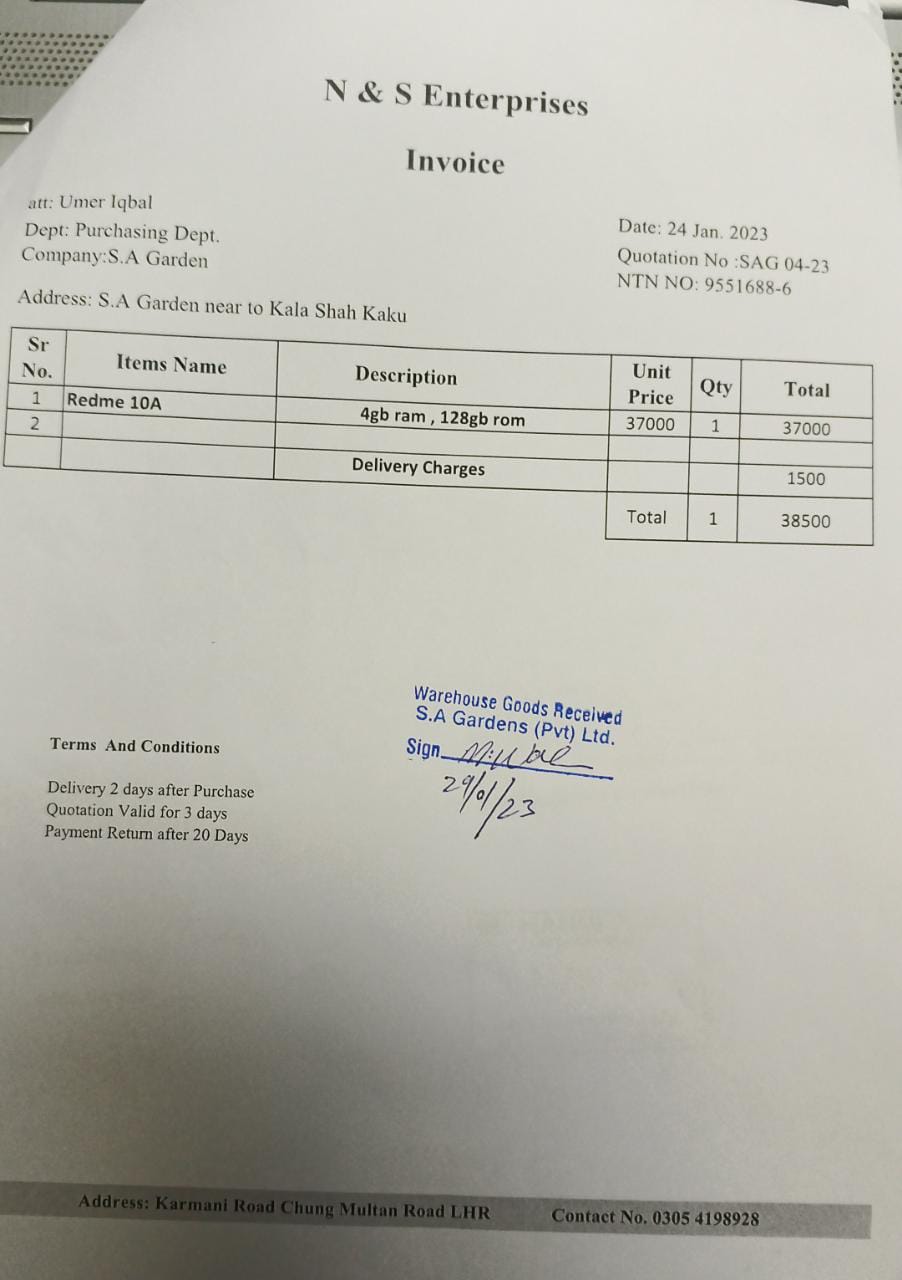 N & S Enterprises
Invoice
att: Umer Iqbal
Dept: Purchasing Dept.
Company:S.A Garden
Address: S.A Garden near to Kala Shah Kaku
Date: 24 Jan. 2023
Quotation No :SAG 04-23
NTN NO: 9551688-6
Sr No. Items Name Description Unit Price Qty Total
1 Redme 10A 4gb ram , 128gb rom 37000 1 37000
2
Delivery Charges 1500
Total 1 38500
Warehouse Goods Received
S.A Gardens (Pvt) Ltd.
Sign
29/01/23
Terms And Conditions
Delivery 2 days after Purchase
Quotation Valid for 3 days
Payment Return after 20 Days
Address: Karmani Road Chung Multan Road LHR Contact No. 0305 4198928